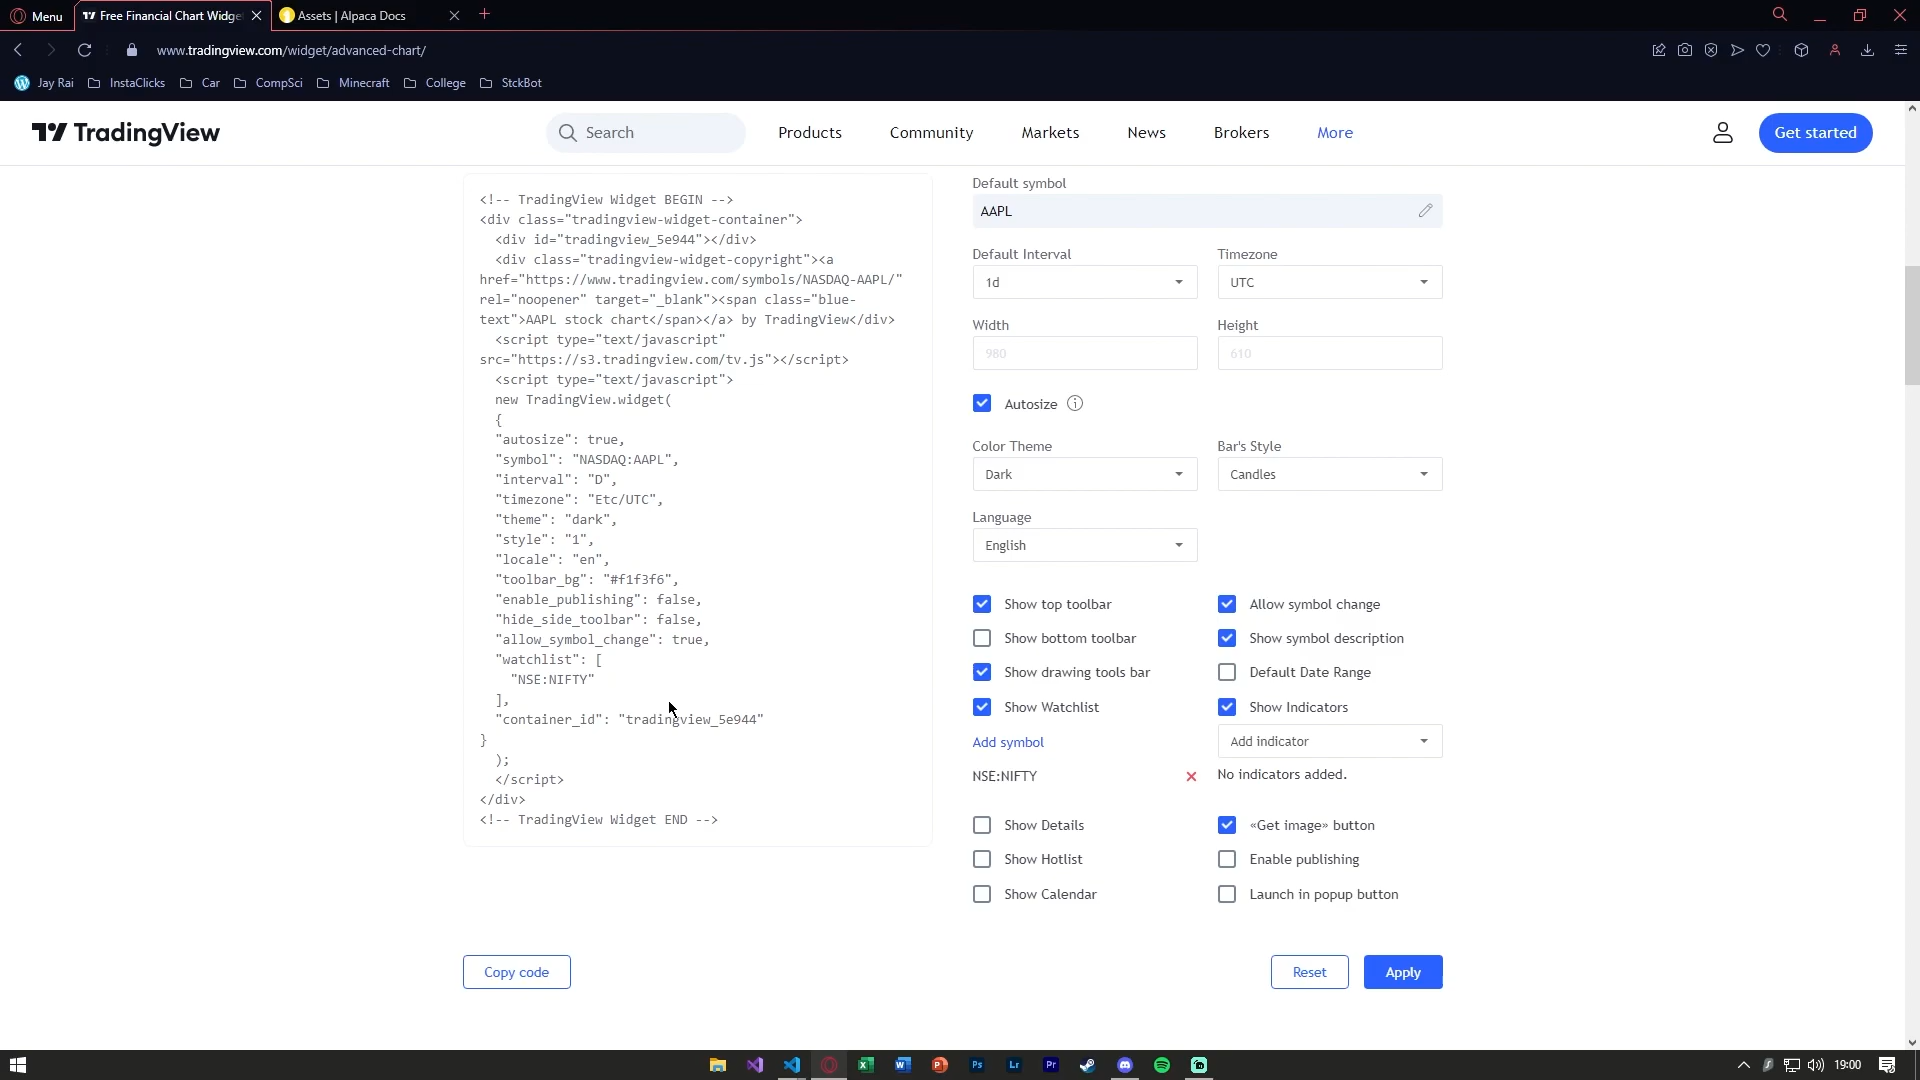 Menu
Free Financial Chart Widge
Assets | Alpaca Docs
www.tradingview.com/widget/advanced-chart/
Jay Rai
InstaClicks
Car
CompSci
Minecraft
College
StckBot
TradingView
Search
Products
Community
Markets
News
Brokers
More
Get started
<!-- TradingView Widget BEGIN -->
<div class="tradingview-widget-container">
<div id="tradingview_5e944"></div>
<div class="tradingview-widget-copyright"><a
href="https://www.tradingview.com/symbols/NASDAQ-AAPL/"
rel="noopener" target="_blank"><span class="blue-
text">AAPL stock chart</span></a> by TradingView</div>
<script type="text/javascript"
src="https://s3.tradingview.com/tv.js"></script>
<script type="text/javascript">
new TradingView.widget(
{
"autosize": true,
"symbol": "NASDAQ:AAPL",
"interval": "D",
"timezone": "Etc/UTC",
"theme": "dark",
"style": "1",
"locale": "en",
"toolbar_bg": "#f1f3f6",
"enable_publishing": false,
"hide_side_toolbar": false,
"allow_symbol_change": true,
"watchlist": [
"NSE:NIFTY"
],
"container_id": "tradingview_5e944"
}
);
</script>
</div>
<!-- TradingView Widget END -->
Copy code
Default symbol
AAPL
Default Interval
Timezone
1d
UTC
Width
Height
980
610
Autosize
Color Theme
Bar's Style
Dark
Candles
Language
English
Show top toolbar
Allow symbol change
Show bottom toolbar
Show symbol description
Show drawing tools bar
Default Date Range
Show Watchlist
Show Indicators
Add symbol
Add indicator
NSE:NIFTY
No indicators added.
Show Details
«Get image» button
Show Hotlist
Enable publishing
Show Calendar
Launch in popup button
Reset
Apply
19:00